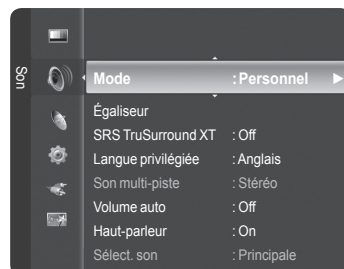 Son
Mode : Personnel
Égaliseur
SRS TruSurround XT : Off
Langue privilégiée : Anglais
Son multi-piste : Stéréo
Volume auto : Off
Haut-parleur : On
Sélect. son : Principale